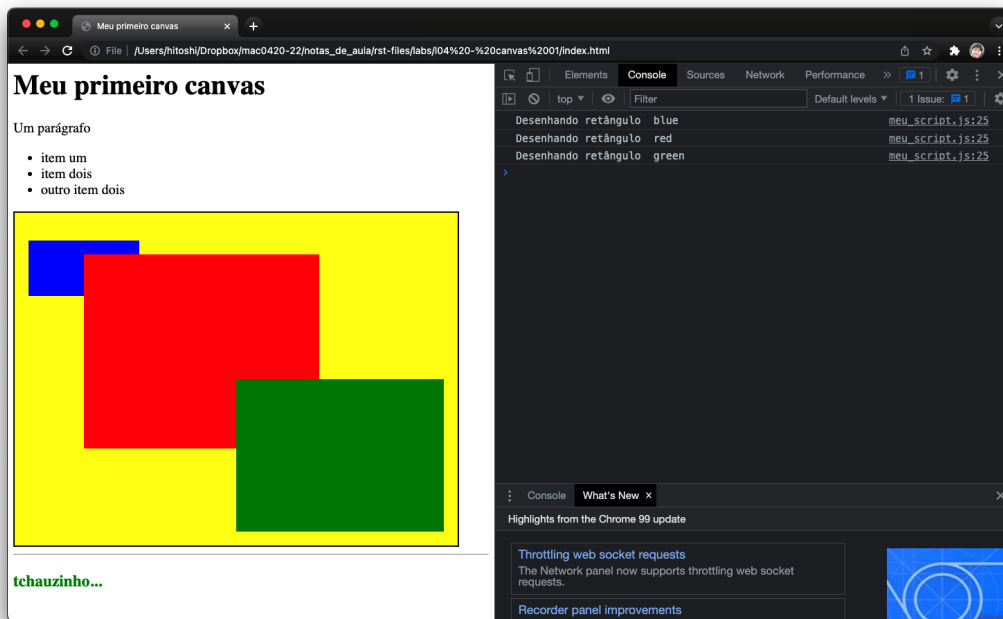 Meu primeiro canvas
File /Users/hitoshi/Dropbox/mac0420-22/notas_de_aula/rst-files/labs/l04%20-%20canvas%2001/index.html
Meu primeiro canvas
Um parágrafo
item um
item dois
outro item dois
tchauzinho...
Elements Console Sources Network Performance 1
top Filter Default levels 1 Issue: 1
Desenhando retângulo blue meu_script.js:25
Desenhando retângulo red meu_script.js:25
Desenhando retângulo green meu_script.js:25
Console What's New
Highlights from the Chrome 99 update
Throttling web socket requests
The Network panel now supports throttling web socket
requests.
Recorder panel improvements